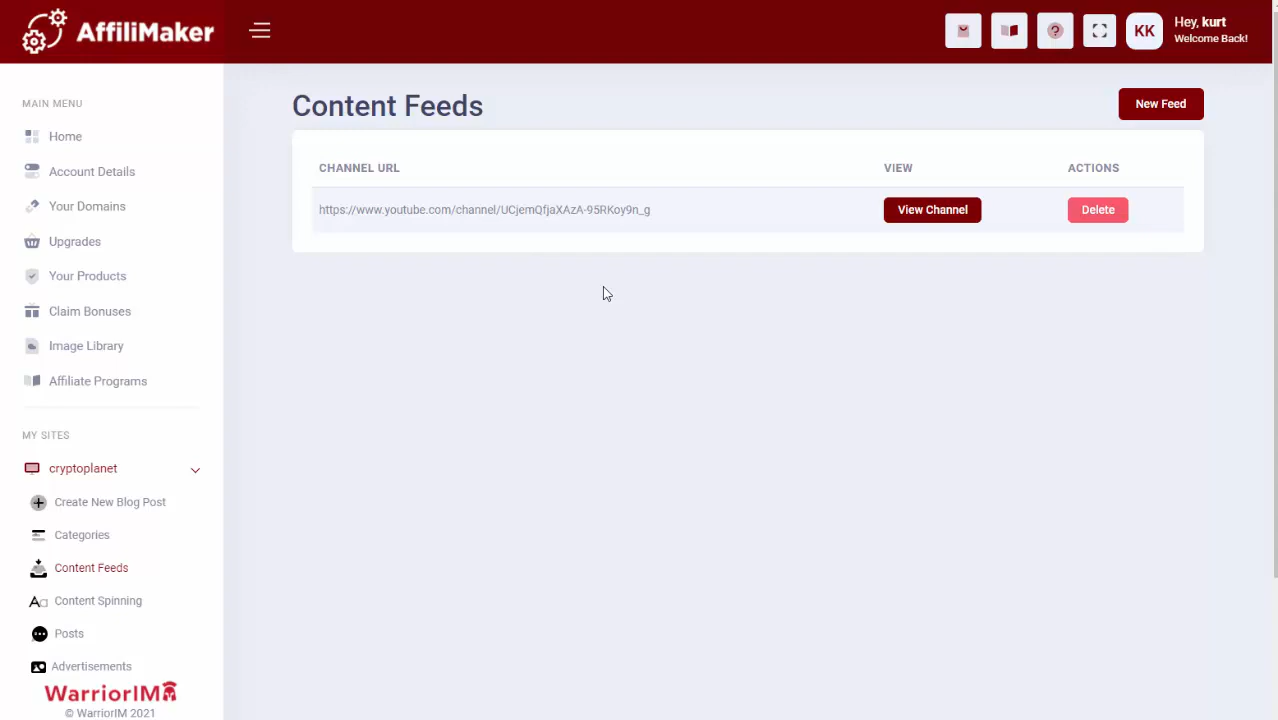 AffiliMaker
KK
Hey, kurt
Welcome Back!
MAIN MENU
Home
Account Details
Your Domains
Upgrades
Your Products
Claim Bonuses
Image Library
Affiliate Programs
MY SITES
cryptoplanet
Create New Blog Post
Categories
Content Feeds
Content Spinning
Posts
Advertisements
WarriorIM
© WarriorIM 2021
Content Feeds
New Feed
CHANNEL URL VIEW ACTIONS
https://www.youtube.com/channel/UCjemQfjaXAzA-95RKoy9n_g View Channel Delete